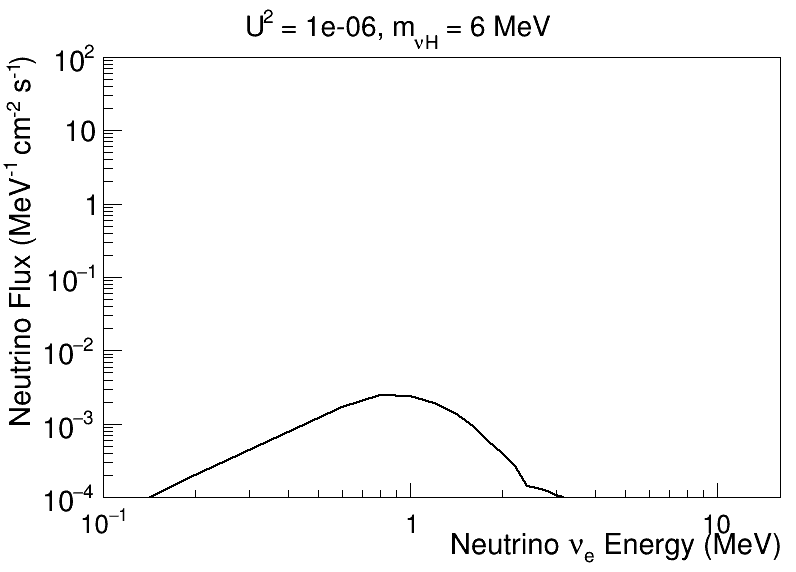 U² = 1e-06, m_νH = 6 MeV
Neutrino Flux (MeV⁻¹ cm⁻² s⁻¹)
10²
10
1
10⁻¹
10⁻²
10⁻³
10⁻⁴
10⁻¹ 1 10
Neutrino νₑ Energy (MeV)